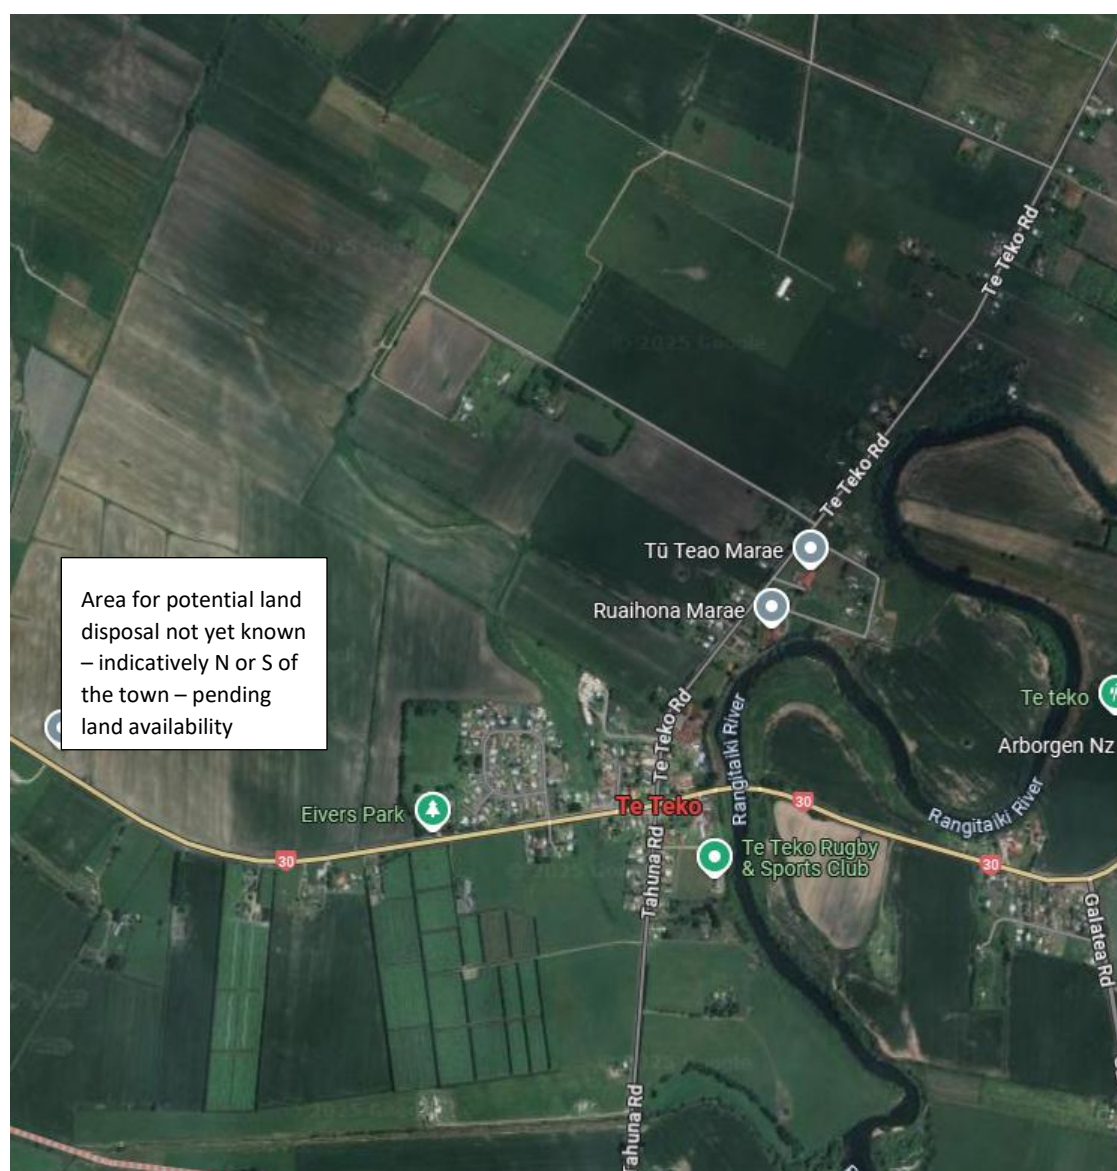 © 2025 Google
Te Teko Rd
Te Teko Rd
Tū Teao Marae
Ruaihona Marae
Area for potential land
disposal not yet known
– indicatively N or S of
the town – pending
land availability
Te Teko Rd
Rangitaiki River
Te teko
Arborgen Nz
Eivers Park
Te Teko
30
Rangitaiki River
30
30
Te Teko Rugby
& Sports Club
Tahuna Rd
Galatea Rd
Tahuna Rd